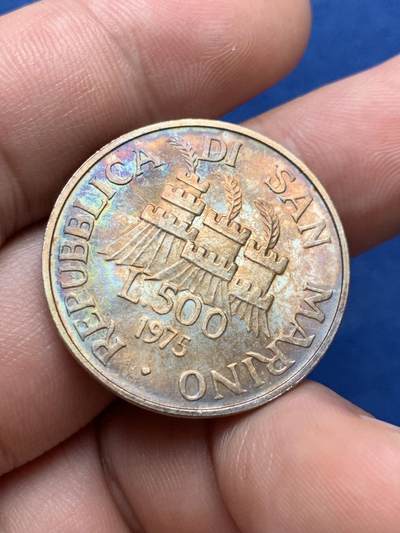 REPUBBLICA DI SAN MARINO
L.500
1975